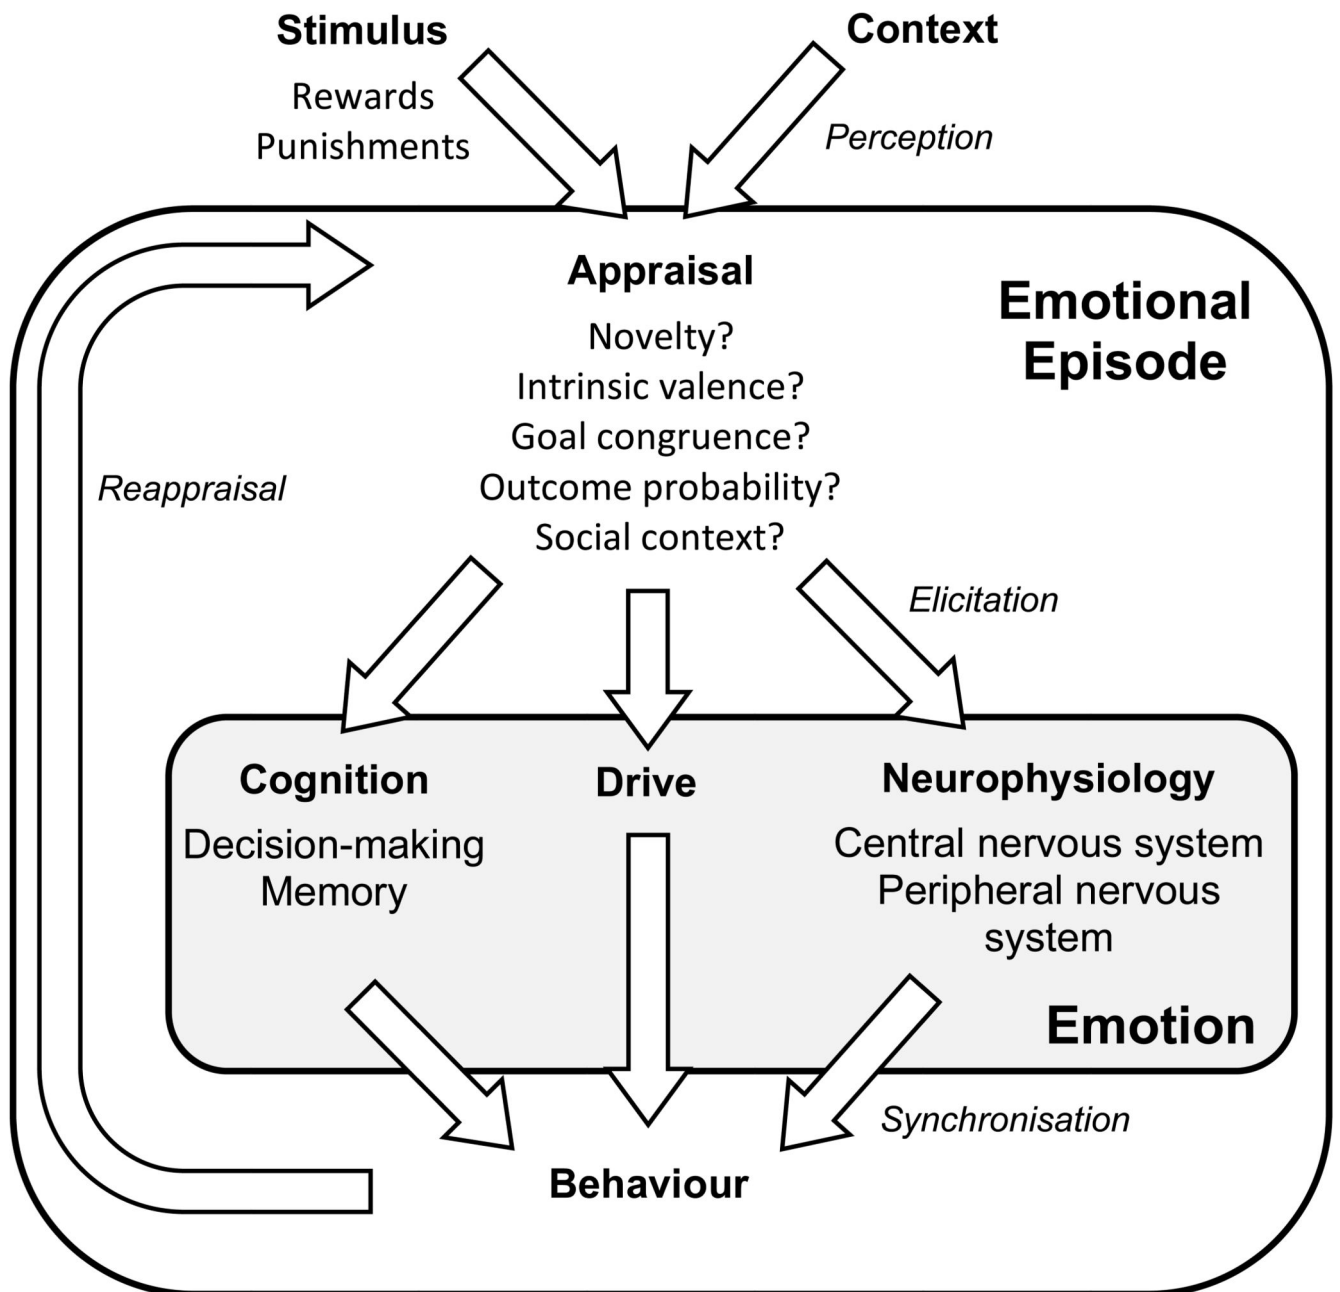 Stimulus
Context
Rewards
Punishments
Perception
Appraisal
Emotional
Episode
Novelty?
Intrinsic valence?
Goal congruence?
Outcome probability?
Social context?
Reappraisal
Elicitation
Cognition
Drive
Neurophysiology
Decision-making
Memory
Central nervous system
Peripheral nervous
system
Emotion
Synchronisation
Behaviour